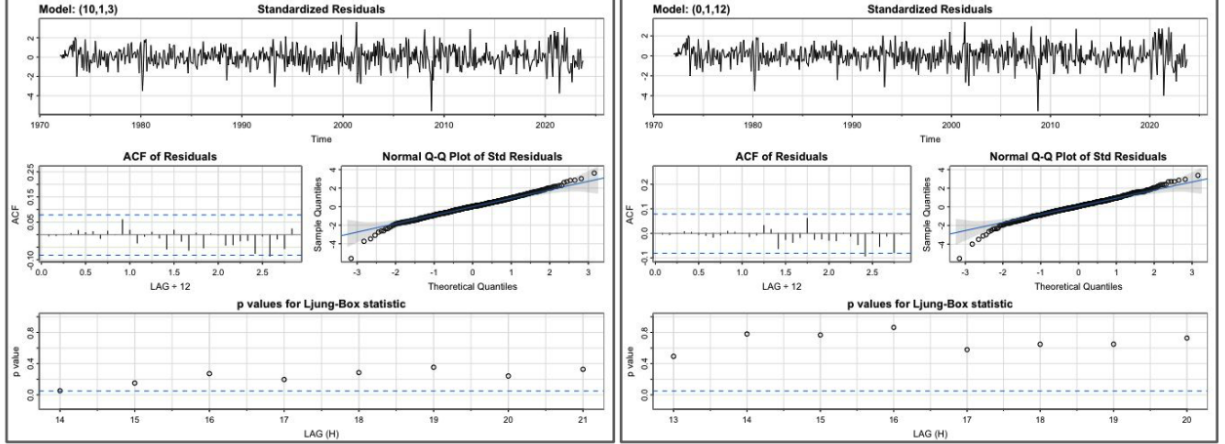 Model: (10,1,3) Standardized Residuals
2
0
-2
-4
1970 1980 1990 2000 2010 2020
Time
ACF of Residuals
ACF
0.25
0.15
0.05
-0.10
0.0 0.5 1.0 1.5 2.0 2.5
LAG ÷ 12
Normal Q-Q Plot of Std Residuals
Sample Quantiles
4
2
0
-2
-4
-3 -2 -1 0 1 2 3
Theoretical Quantiles
p values for Ljung-Box statistic
p value
0.8
0.4
0.0
14 15 16 17 18 19 20 21
LAG (H)
Model: (0,1,12) Standardized Residuals
2
0
-2
-4
1970 1980 1990 2000 2010 2020
Time
ACF of Residuals
ACF
0.2
0.1
0.0
-0.1
0.0 0.5 1.0 1.5 2.0 2.5
LAG ÷ 12
Normal Q-Q Plot of Std Residuals
Sample Quantiles
4
2
0
-2
-4
-3 -2 -1 0 1 2 3
Theoretical Quantiles
p values for Ljung-Box statistic
p value
0.8
0.4
0.0
13 14 15 16 17 18 19 20
LAG (H)